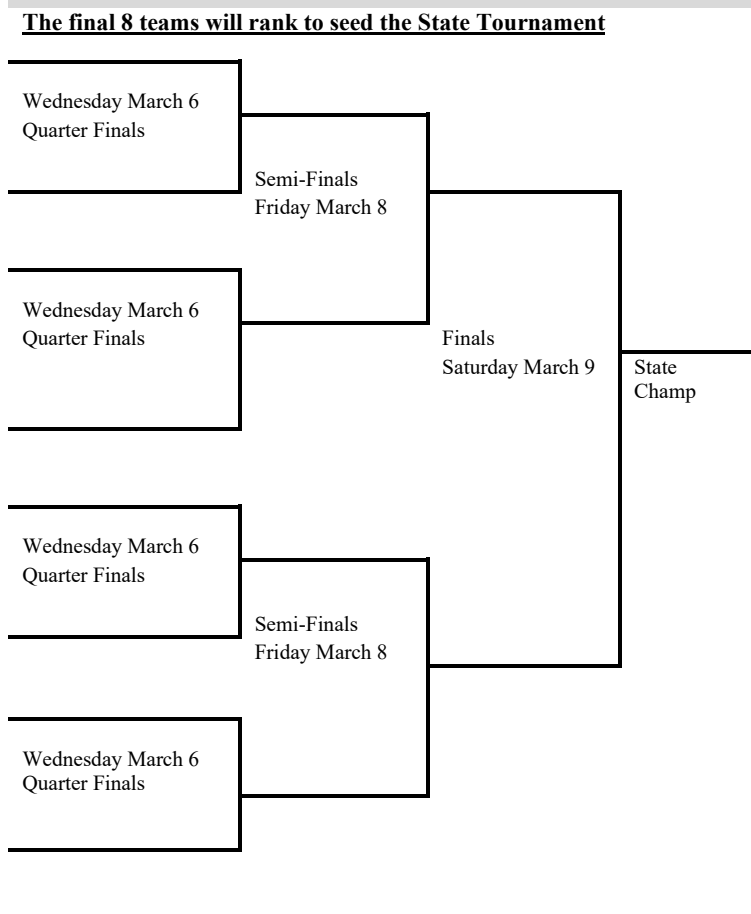 The final 8 teams will rank to seed the State Tournament
Wednesday March 6
Quarter Finals
Semi-Finals
Friday March 8
Wednesday March 6
Quarter Finals
Finals
Saturday March 9
State
Champ
Wednesday March 6
Quarter Finals
Semi-Finals
Friday March 8
Wednesday March 6
Quarter Finals